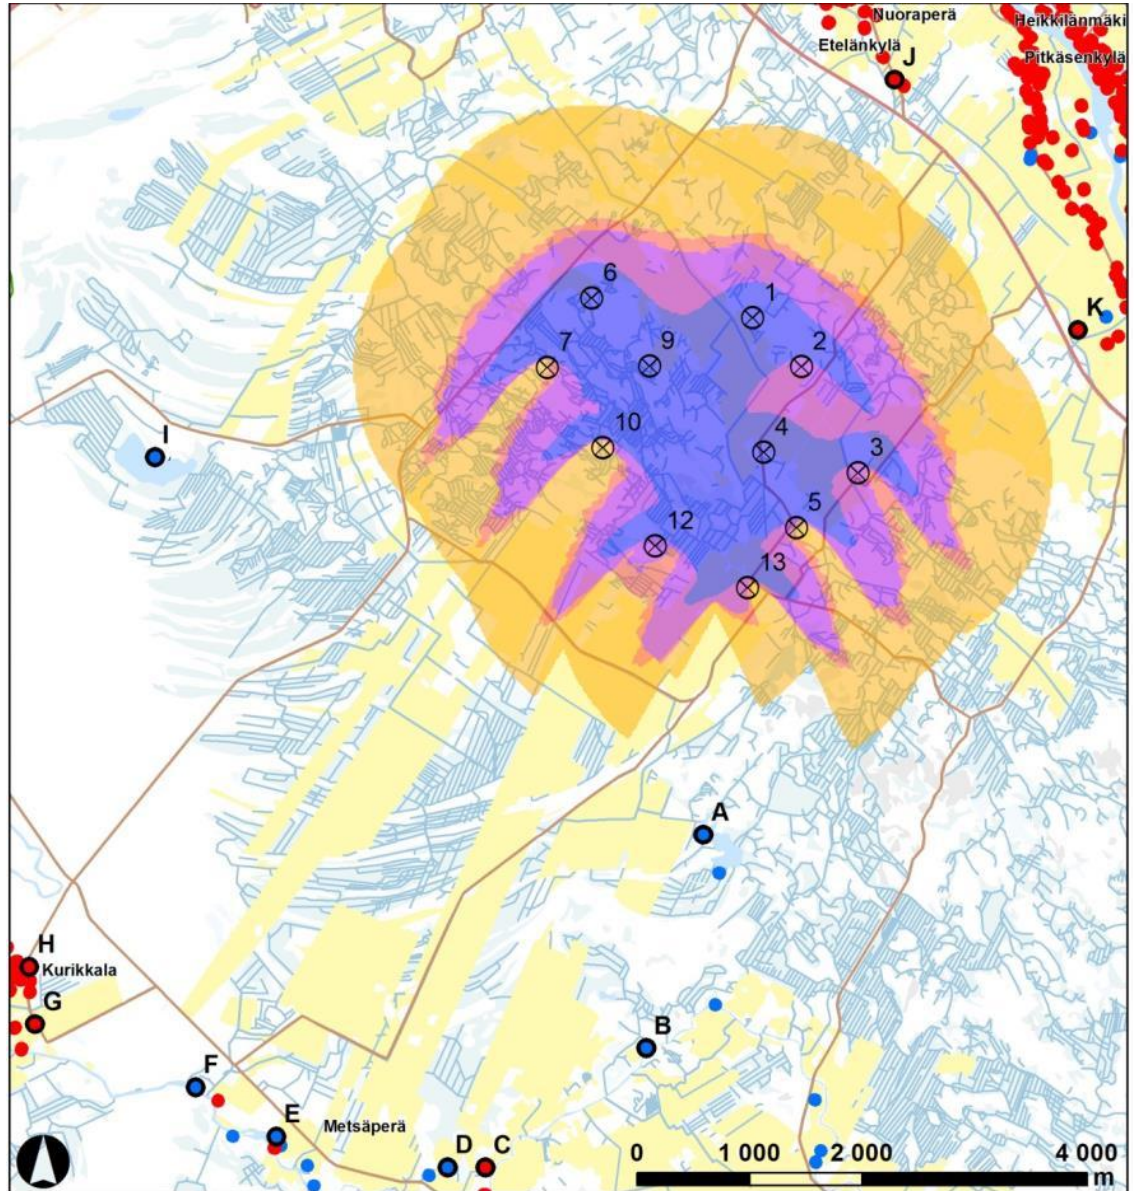 Nuoraperä
Heikkilänmäki
Etelänkylä
J
Pitkäsenkylä
6
1
K
7
9
2
10
4
3
I
5
12
13
A
H
Kurikkala
G
B
F
E
Metsäperä
D
C
0
1 000
2 000
4 000
m